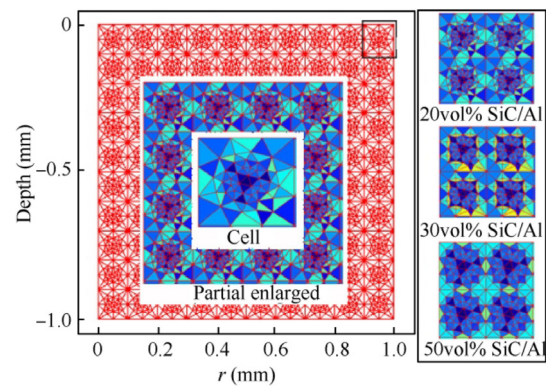 0
-0.5
-1.0
Depth (mm)
0
0.2
0.4
0.6
0.8
1.0
r (mm)
Cell
Partial enlarged
20vol% SiC/Al
30vol% SiC/Al
50vol% SiC/Al